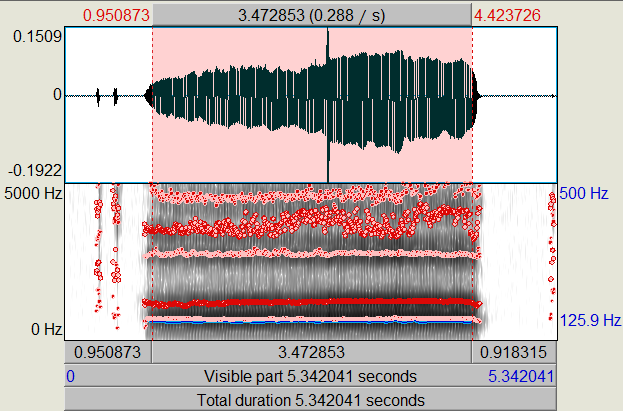 0.950873 3.472853 (0.288 / s) 4.423726
0.1509
0
-0.1922
5000 Hz 500 Hz
0 Hz 125.9 Hz
0.950873 3.472853 0.918315
0 Visible part 5.342041 seconds 5.342041
Total duration 5.342041 seconds